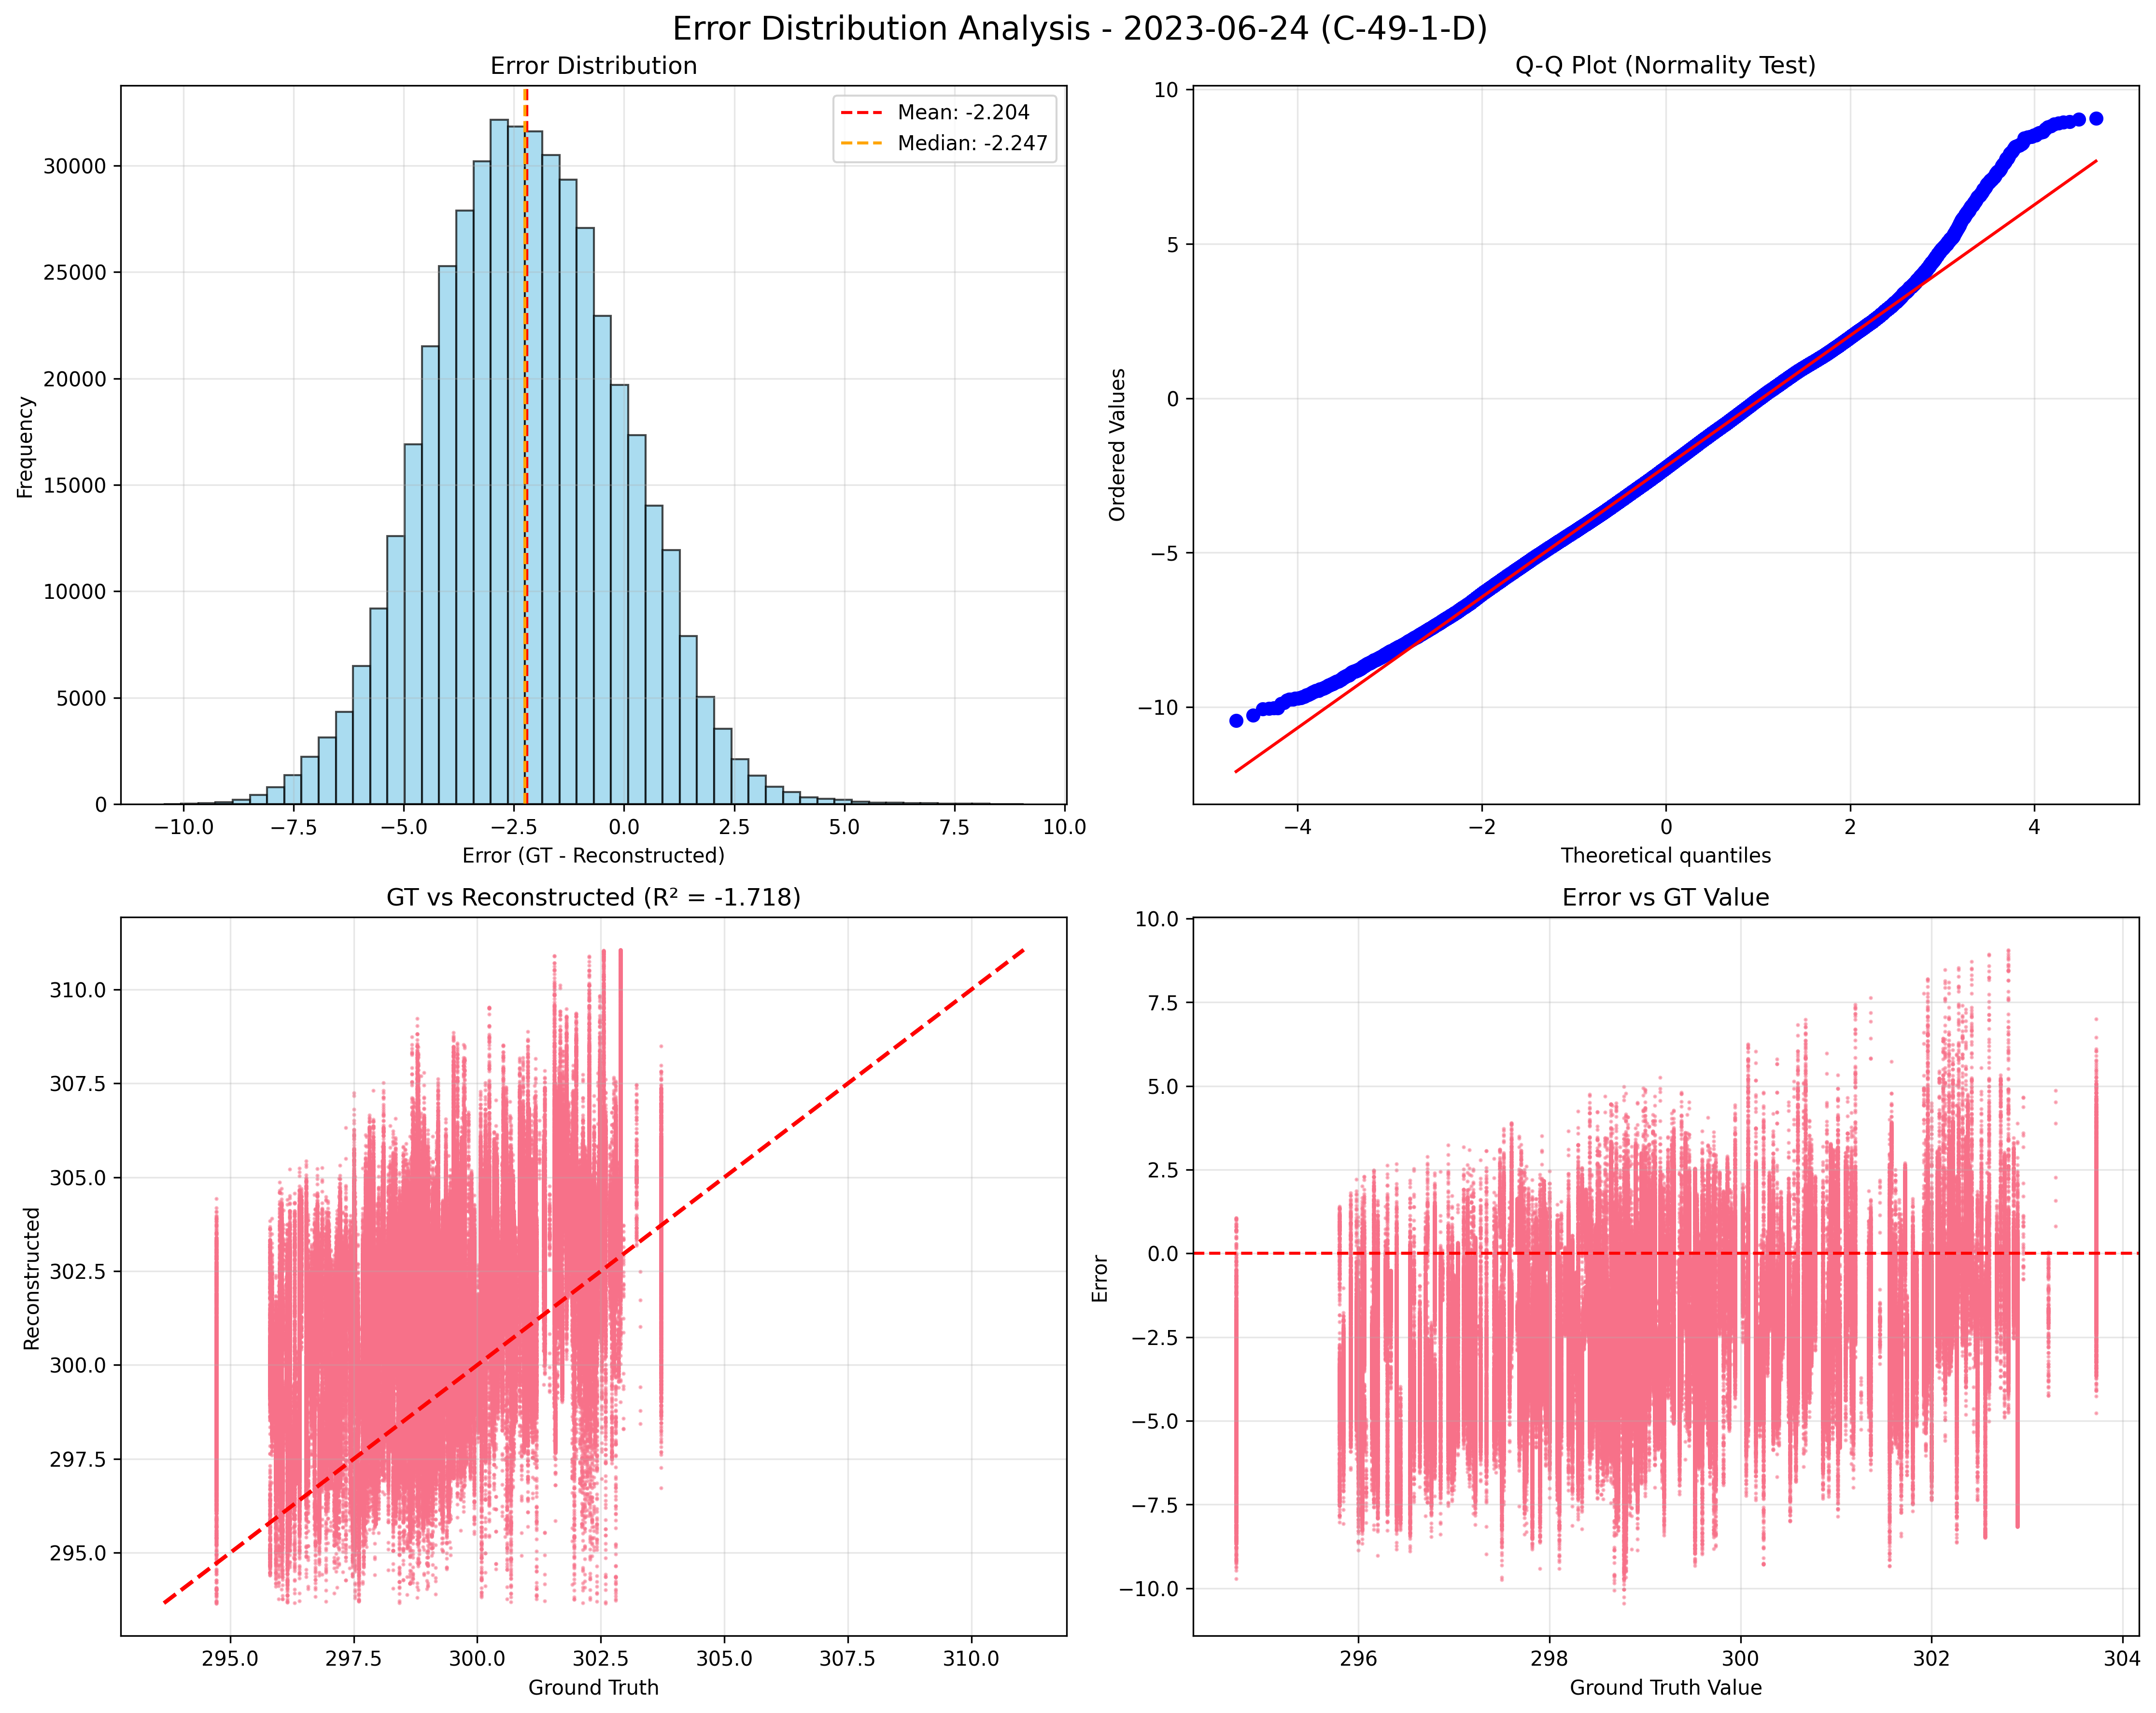 Error Distribution Analysis - 2023-06-24 (C-49-1-D)
Error Distribution
Mean: -2.204
Median: -2.247
Frequency
30000
25000
20000
15000
10000
5000
0
−10.0 −7.5 −5.0 −2.5 0.0 2.5 5.0 7.5 10.0
Error (GT - Reconstructed)
Q-Q Plot (Normality Test)
Ordered Values
10
5
0
−5
−10
−4 −2 0 2 4
Theoretical quantiles
GT vs Reconstructed (R² = -1.718)
Reconstructed
310.0
307.5
305.0
302.5
300.0
297.5
295.0
295.0 297.5 300.0 302.5 305.0 307.5 310.0
Ground Truth
Error vs GT Value
Error
10.0
7.5
5.0
2.5
0.0
−2.5
−5.0
−7.5
−10.0
296 298 300 302 304
Ground Truth Value